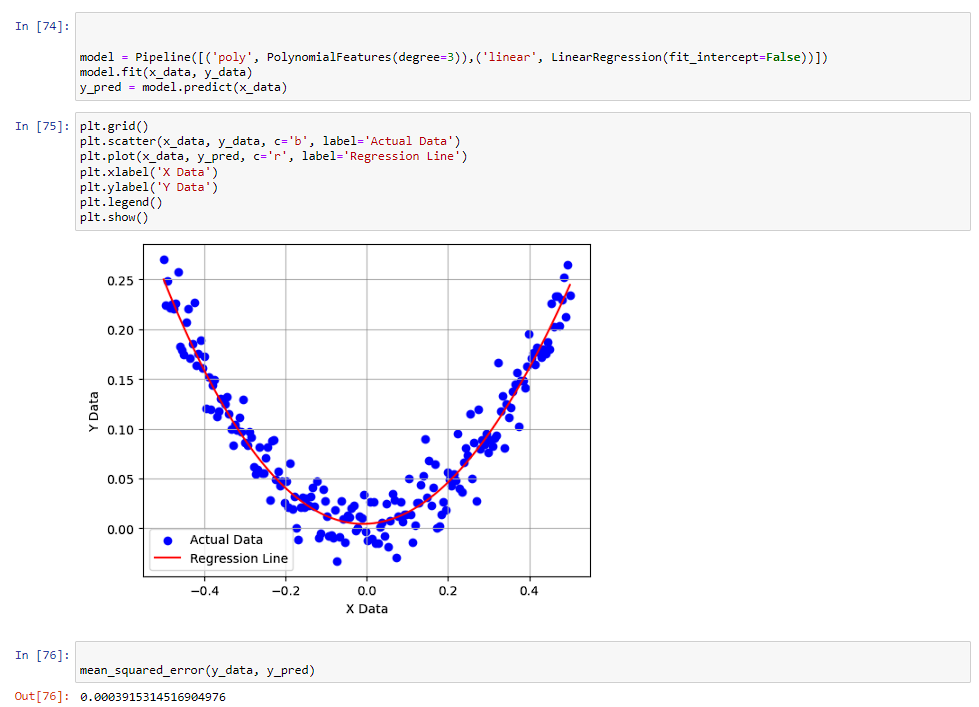 In [74]:
model = Pipeline([('poly', PolynomialFeatures(degree=3)),('linear', LinearRegression(fit_intercept=False))])
model.fit(x_data, y_data)
y_pred = model.predict(x_data)
In [75]:
plt.grid()
plt.scatter(x_data, y_data, c='b', label='Actual Data')
plt.plot(x_data, y_pred, c='r', label='Regression Line')
plt.xlabel('X Data')
plt.ylabel('Y Data')
plt.legend()
plt.show()
0.25
0.20
0.15
0.10
0.05
0.00
Y Data
Actual Data
Regression Line
−0.4 −0.2 0.0 0.2 0.4
X Data
In [76]:
mean_squared_error(y_data, y_pred)
Out[76]: 0.0003915314516904976